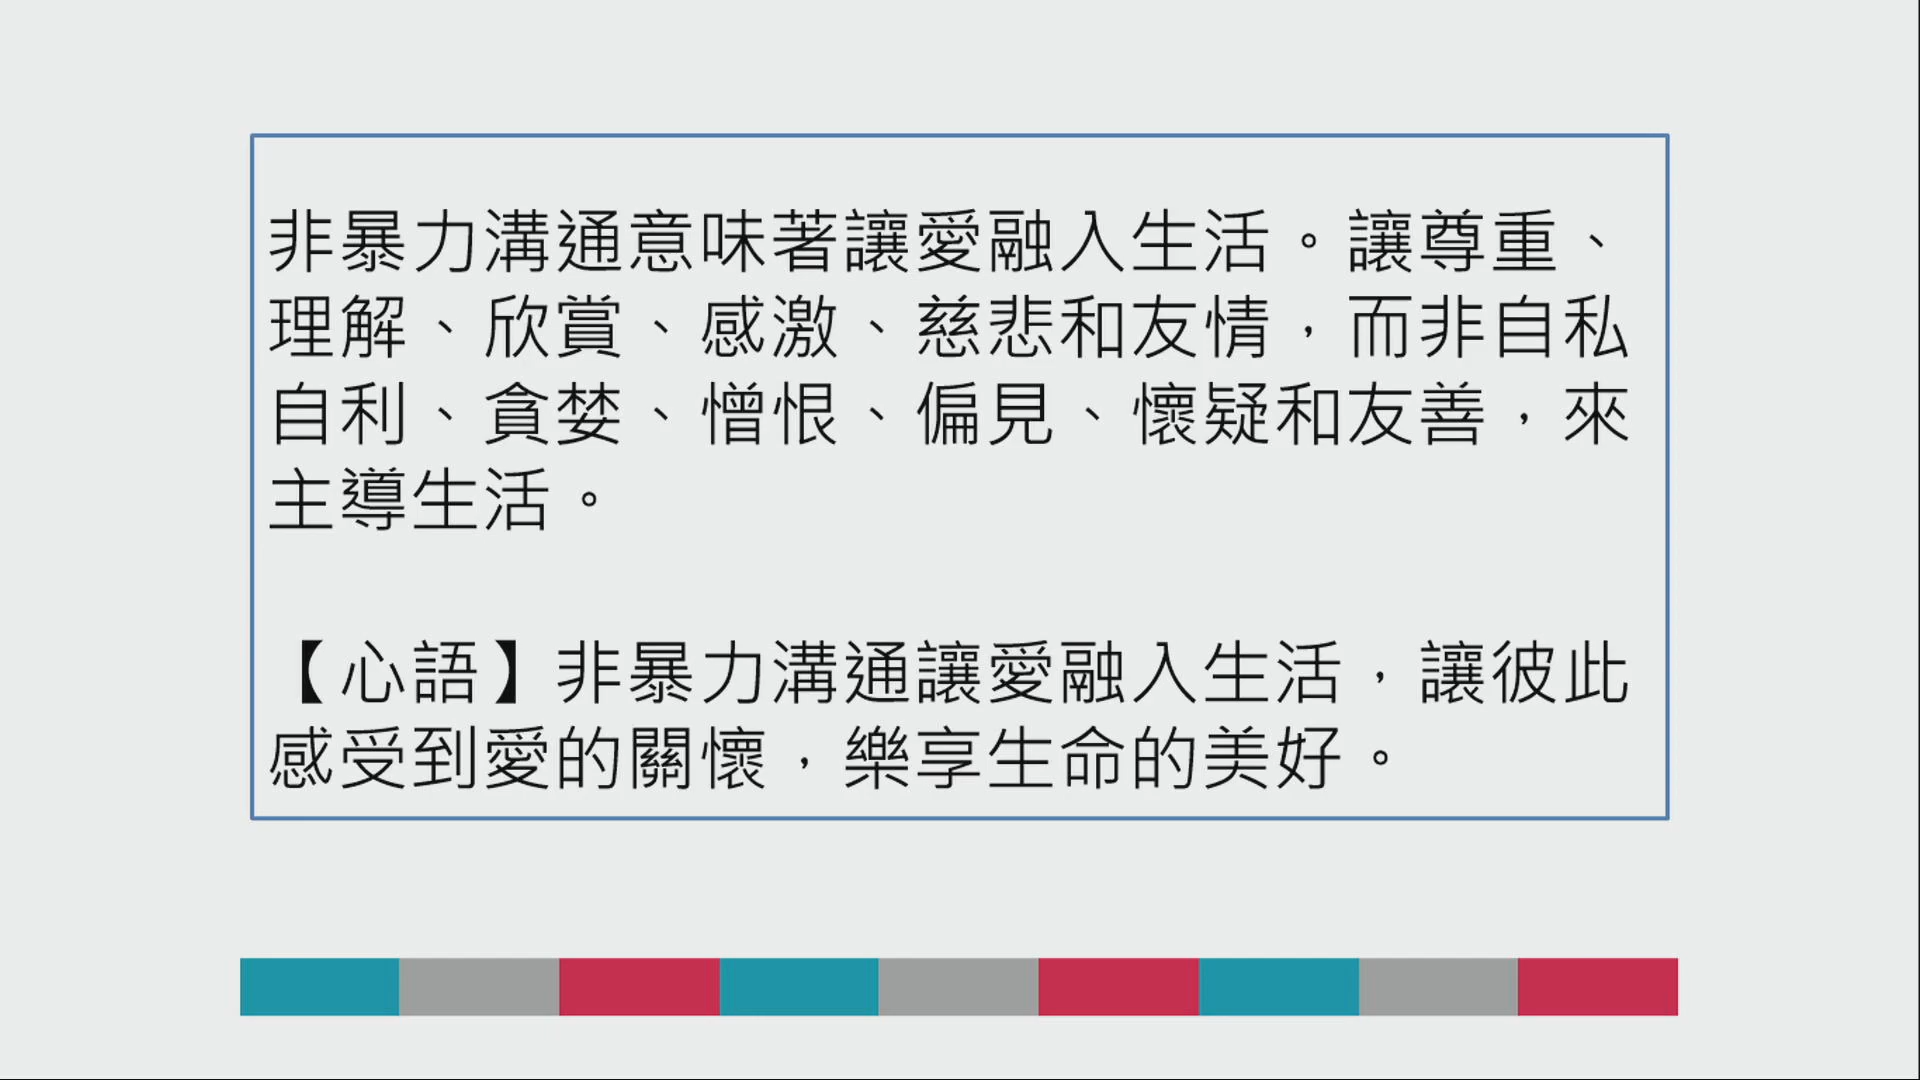 非暴力溝通意味著讓愛融入生活。讓尊重、
理解、欣賞、感激、慈悲和友情，而非自私
自利、貪婪、憎恨、偏見、懷疑和友善，來
主導生活。
【心語】非暴力溝通讓愛融入生活，讓彼此
感受到愛的關懷，樂享生命的美好。